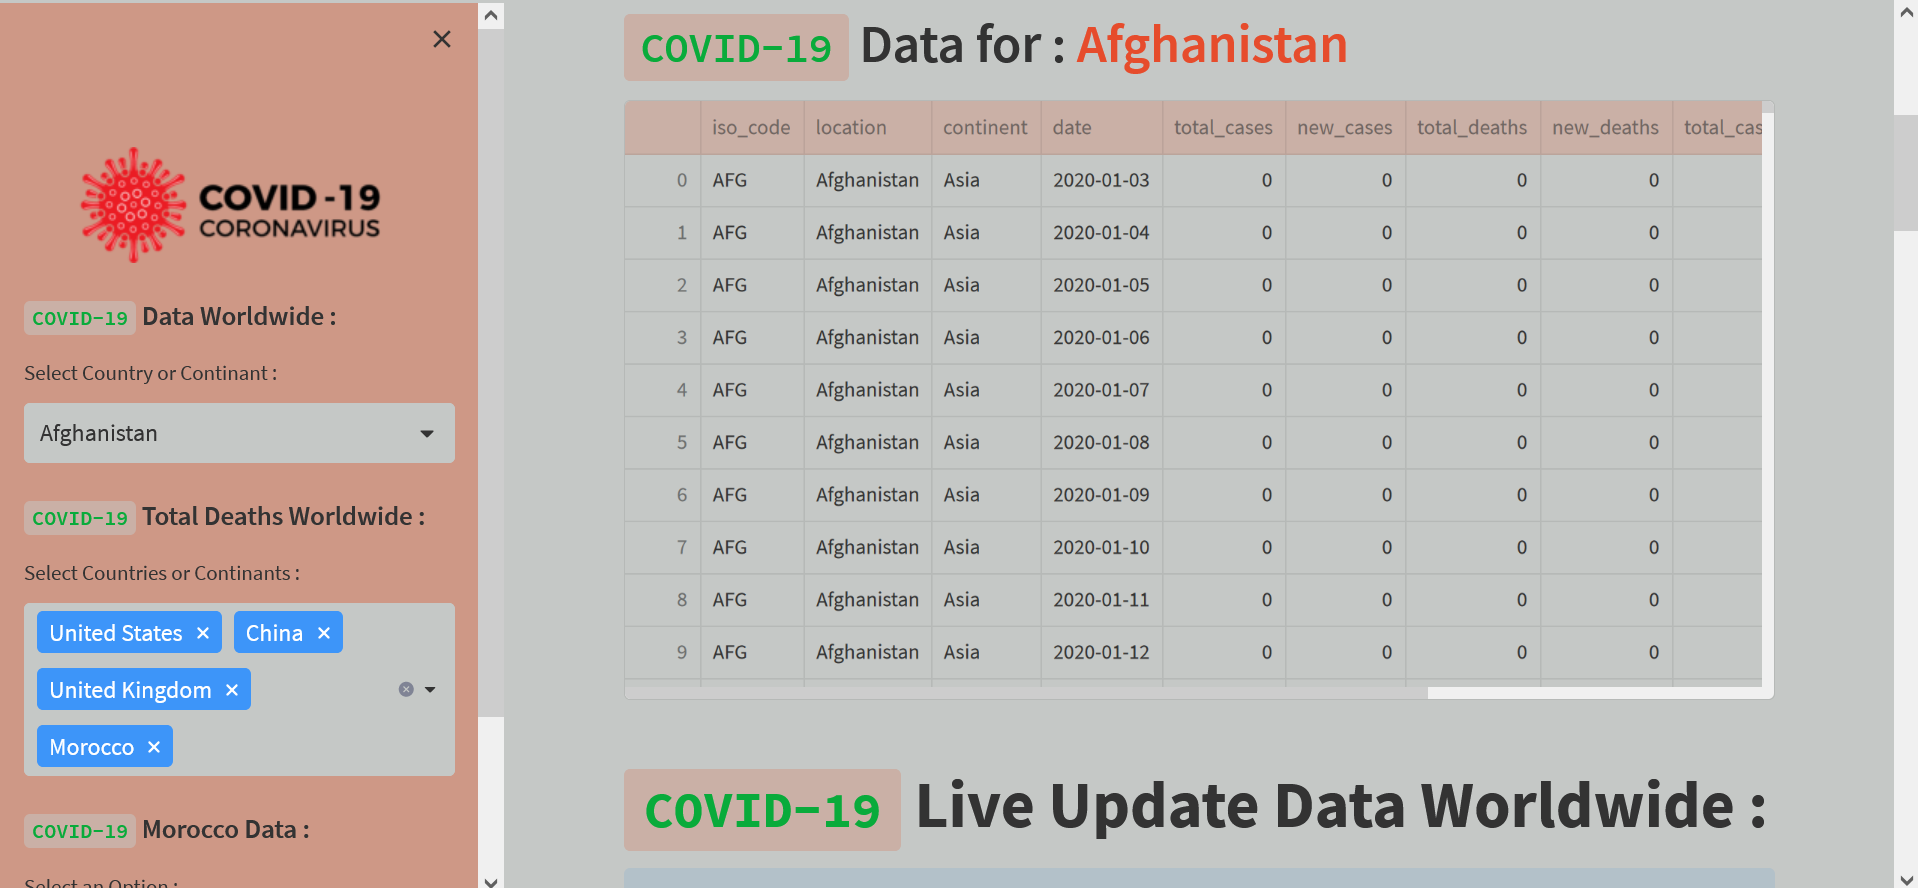 COVID -19
CORONAVIRUS
COVID-19 Data Worldwide :
Select Country or Continant :
Afghanistan
COVID-19 Total Deaths Worldwide :
Select Countries or Continants :
United States × China ×
United Kingdom ×
Morocco ×
COVID-19 Morocco Data :
Select an Option :
COVID-19 Data for : Afghanistan
iso_code location continent date total_cases new_cases total_deaths new_deaths total_cas
0 AFG Afghanistan Asia 2020-01-03 0 0 0 0
1 AFG Afghanistan Asia 2020-01-04 0 0 0 0
2 AFG Afghanistan Asia 2020-01-05 0 0 0 0
3 AFG Afghanistan Asia 2020-01-06 0 0 0 0
4 AFG Afghanistan Asia 2020-01-07 0 0 0 0
5 AFG Afghanistan Asia 2020-01-08 0 0 0 0
6 AFG Afghanistan Asia 2020-01-09 0 0 0 0
7 AFG Afghanistan Asia 2020-01-10 0 0 0 0
8 AFG Afghanistan Asia 2020-01-11 0 0 0 0
9 AFG Afghanistan Asia 2020-01-12 0 0 0 0
COVID-19 Live Update Data Worldwide :